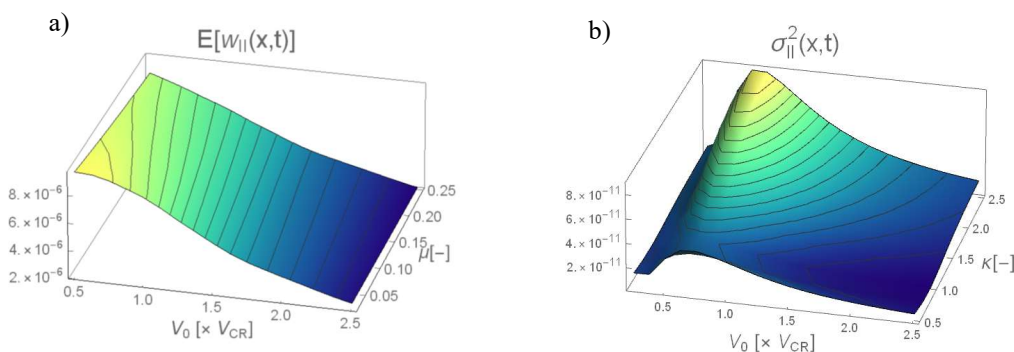 a)
E[w_II(x,t)]
8. × 10^-6
6. × 10^-6
4. × 10^-6
2. × 10^-6
0.5
1.0
1.5
2.0
2.5
V_0 [× V_CR]
0.05
0.10
0.15
0.20
0.25
μ[-]
b)
σ_II^2(x,t)
8. × 10^-11
6. × 10^-11
4. × 10^-11
2. × 10^-11
0.5
1.0
1.5
2.0
2.5
V_0 [× V_CR]
0.5
1.0
1.5
2.0
2.5
κ[-]